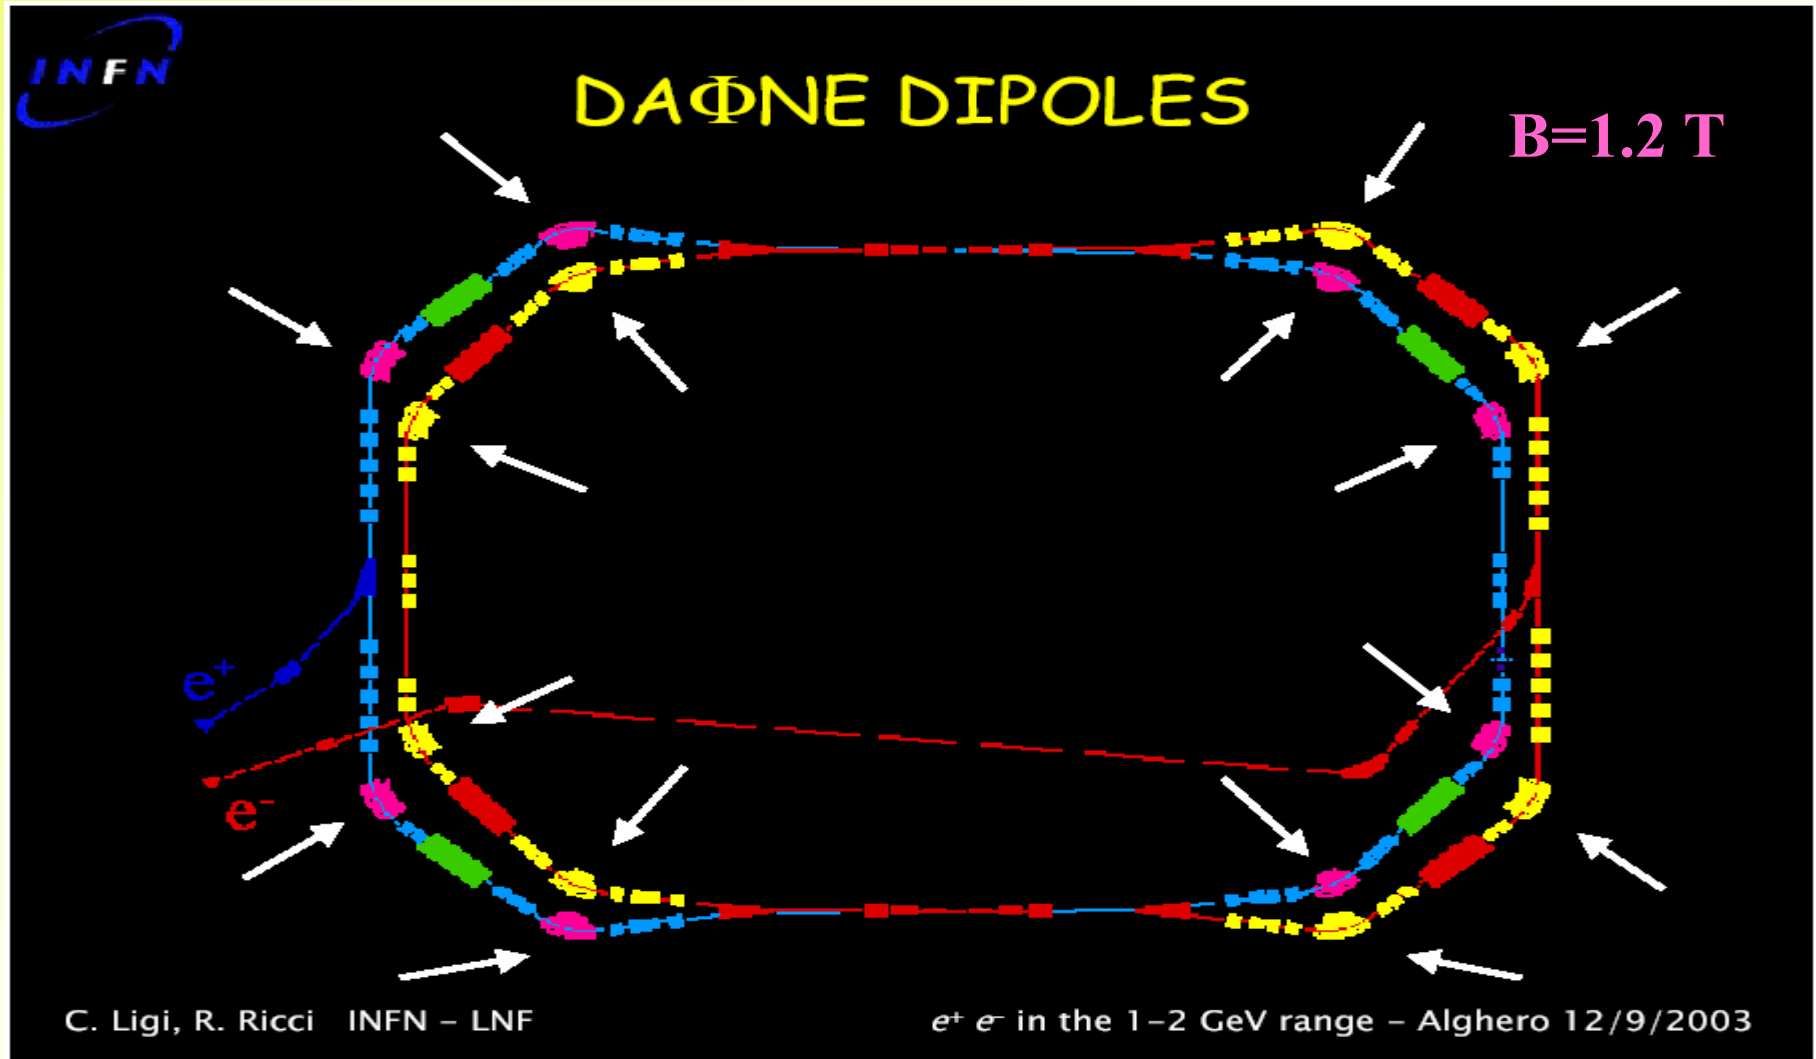 INFN
DAΦNE DIPOLES
B=1.2 T
e⁺
e⁻
C. Ligi, R. Ricci INFN – LNF
e⁺ e⁻ in the 1–2 GeV range – Alghero 12/9/2003